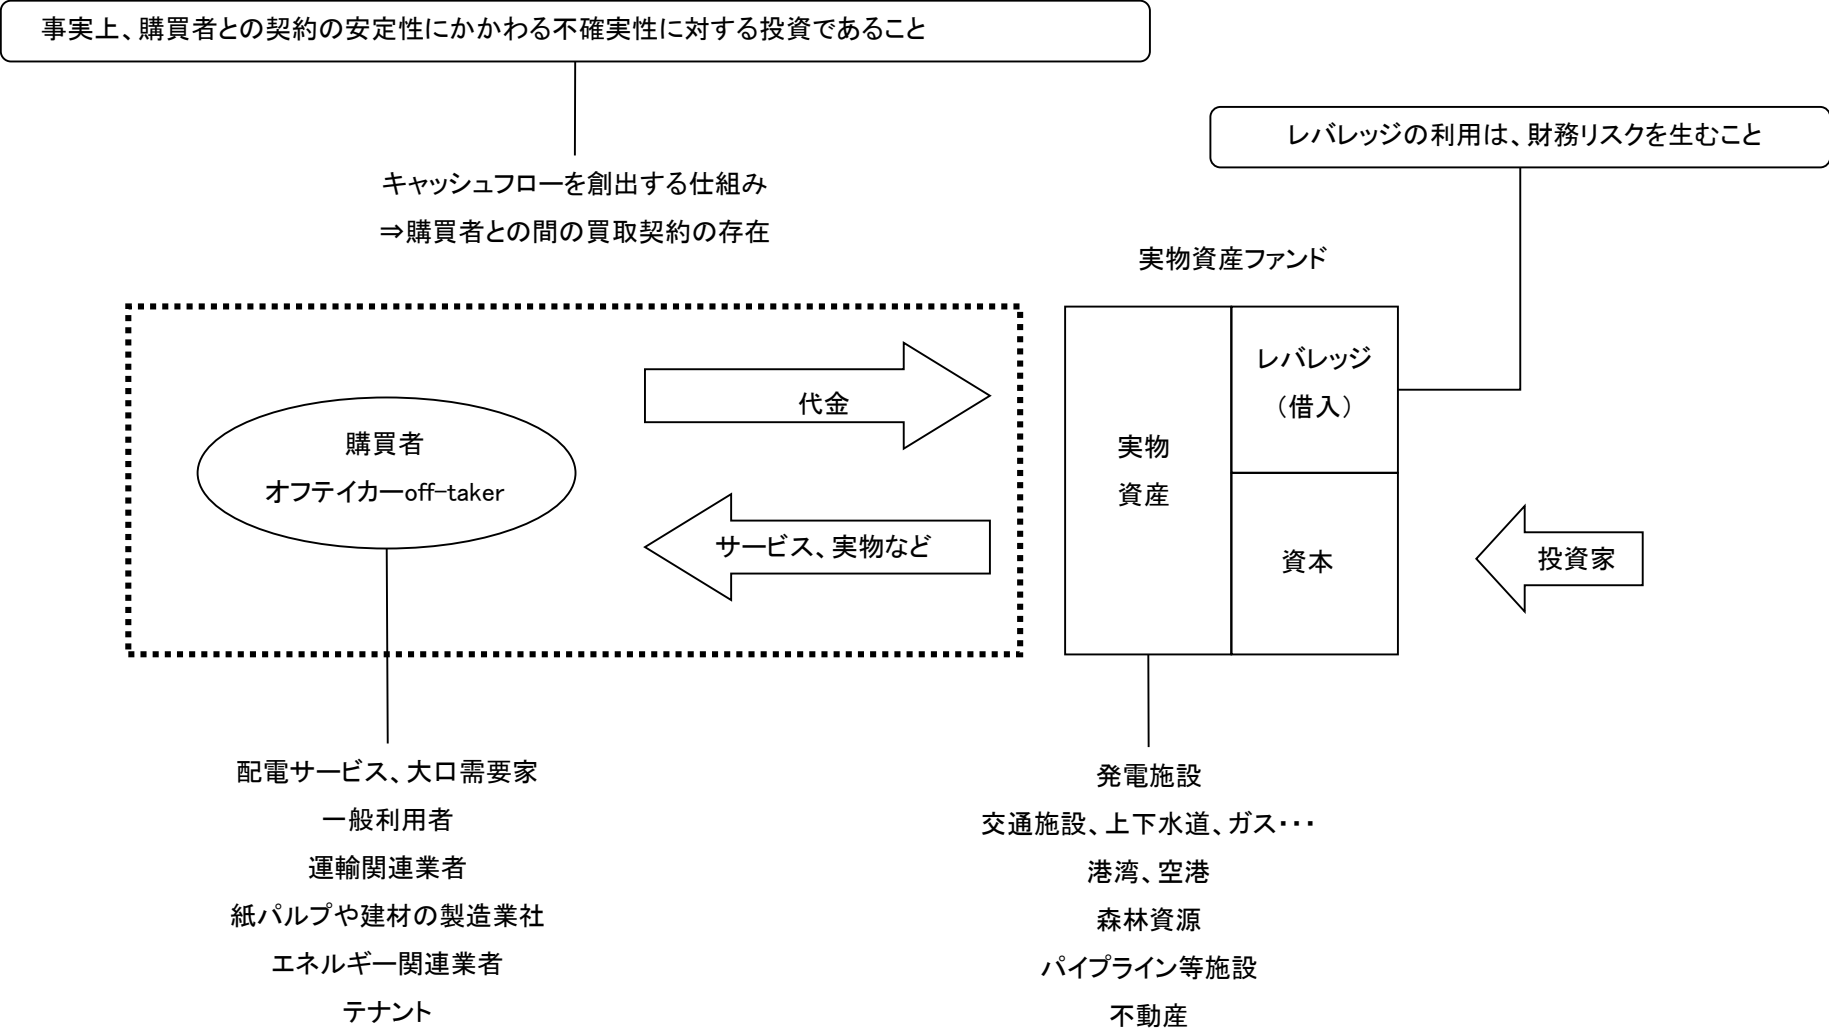 事実上、購買者との契約の安定性にかかわる不確実性に対する投資であること
レバレッジの利用は、財務リスクを生むこと
キャッシュフローを創出する仕組み
⇒購買者との間の買取契約の存在
実物資産ファンド
代金
購買者
オフテイカーoff-taker
サービス、実物など
実物
資産
レバレッジ
（借入）
資本
投資家
配電サービス、大口需要家
一般利用者
運輸関連業者
紙パルプや建材の製造業社
エネルギー関連業者
テナント
発電施設
交通施設、上下水道、ガス・・・
港湾、空港
森林資源
パイプライン等施設
不動産